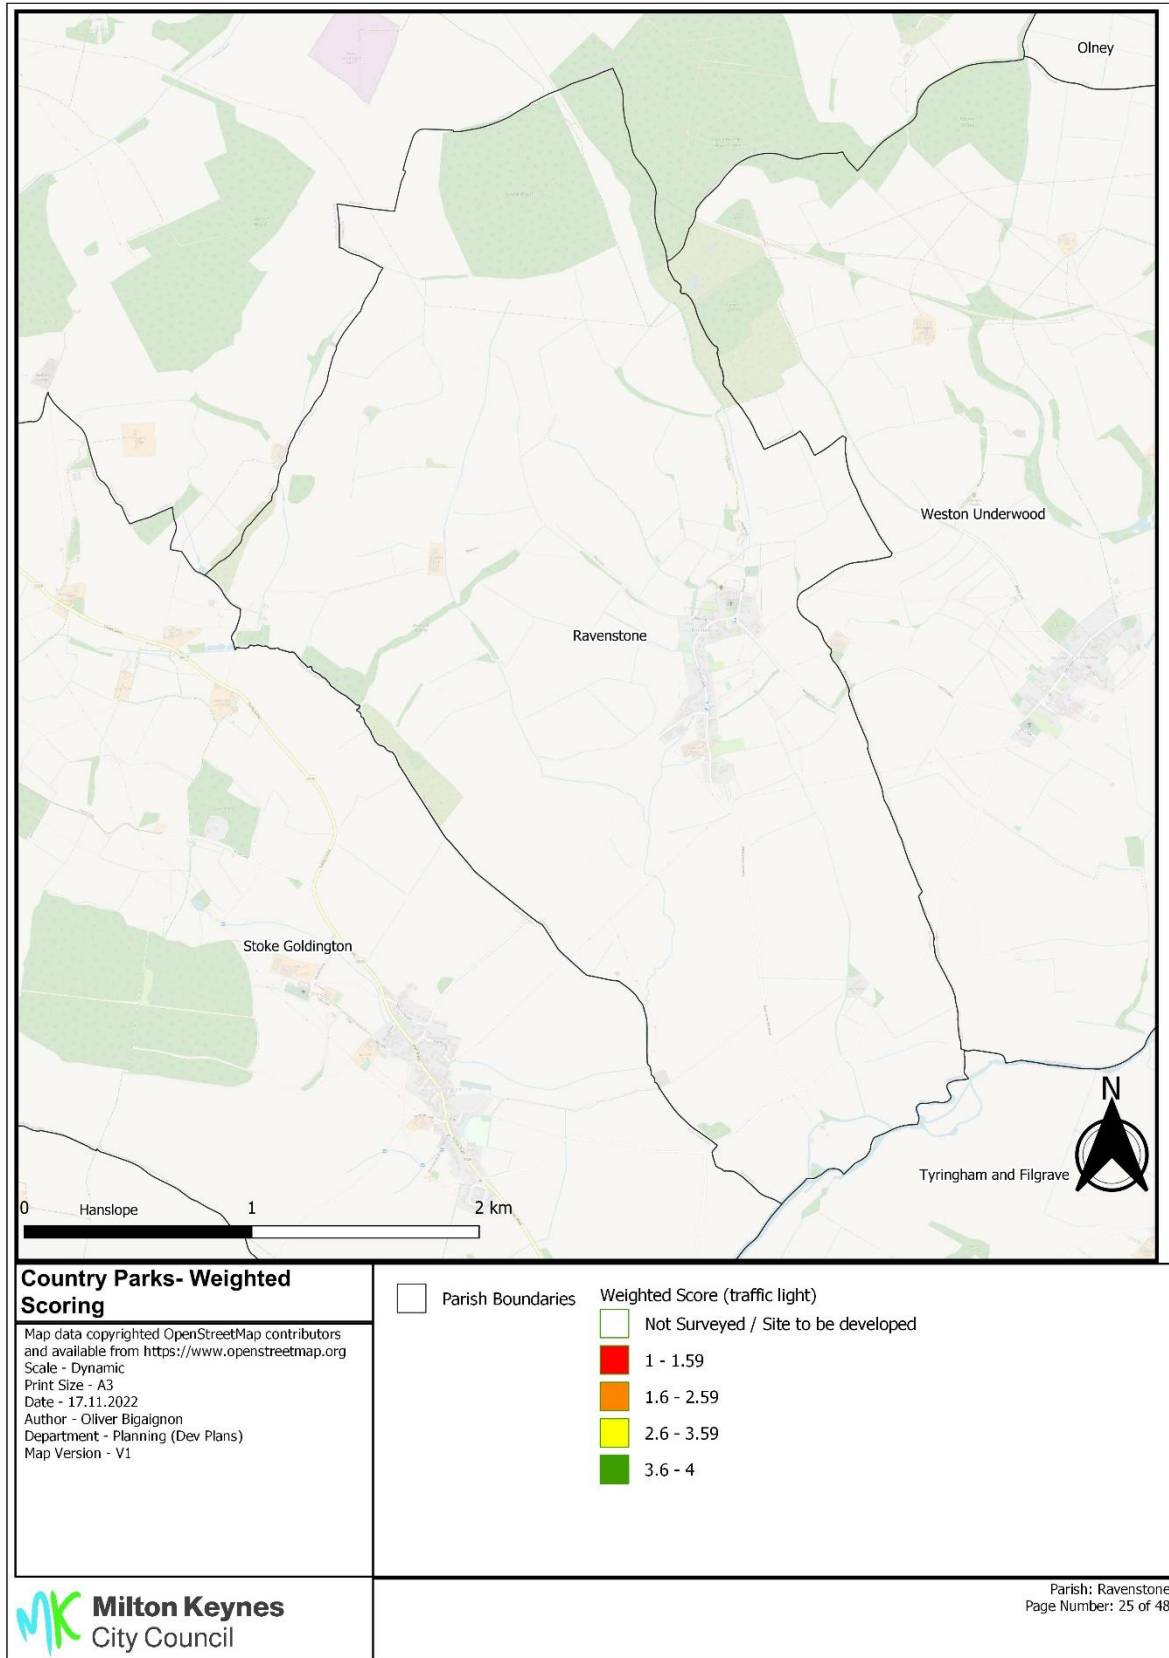 Olney
Weston Underwood
Ravenstone
Stoke Goldington
N
Tyringham and Filgrave
0 Hanslope 1 2 km
Country Parks- Weighted
Scoring
Map data copyrighted OpenStreetMap contributors
and available from https://www.openstreetmap.org
Scale - Dynamic
Print Size - A3
Date - 17.11.2022
Author - Oliver Bigaignon
Department - Planning (Dev Plans)
Map Version - V1
Parish Boundaries
Weighted Score (traffic light)
Not Surveyed / Site to be developed
1 - 1.59
1.6 - 2.59
2.6 - 3.59
3.6 - 4
MK Milton Keynes
City Council
Parish: Ravenstone
Page Number: 25 of 48